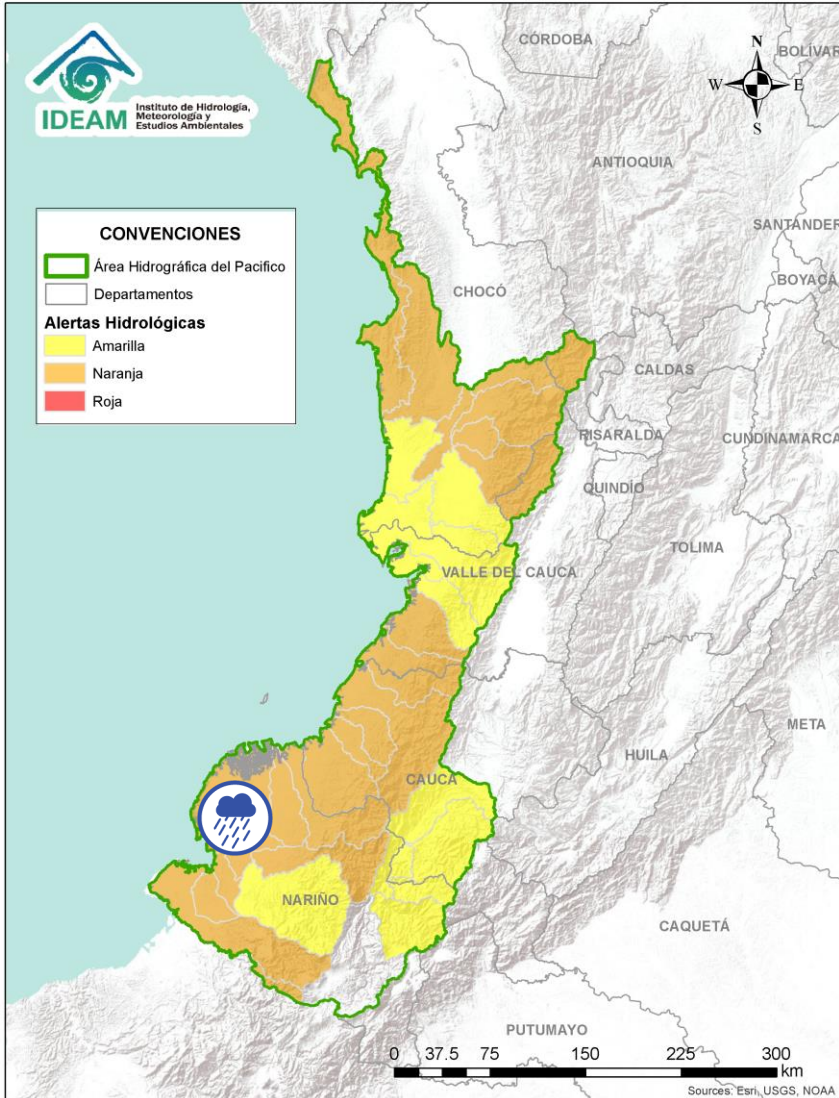 IDEAM
Instituto de Hidrología,
Meteorología y
Estudios Ambientales
CÓRDOBA
BOLÍVAR
N
W
E
S
ANTIOQUIA
SANTANDER
BOYACÁ
CONVENCIONES
Área Hidrográfica del Pacifico
Departamentos
Alertas Hidrológicas
Amarilla
Naranja
Roja
CHOCÓ
CALDAS
RISARALDA
CUNDINAMARCA
QUINDÍO
TOLIMA
VALLE DEL CAUCA
META
HUILA
CAUCA
NARIÑO
CAQUETÁ
PUTUMAYO
0 37.5 75 150 225 300
km
Sources: Esri, USGS, NOAA